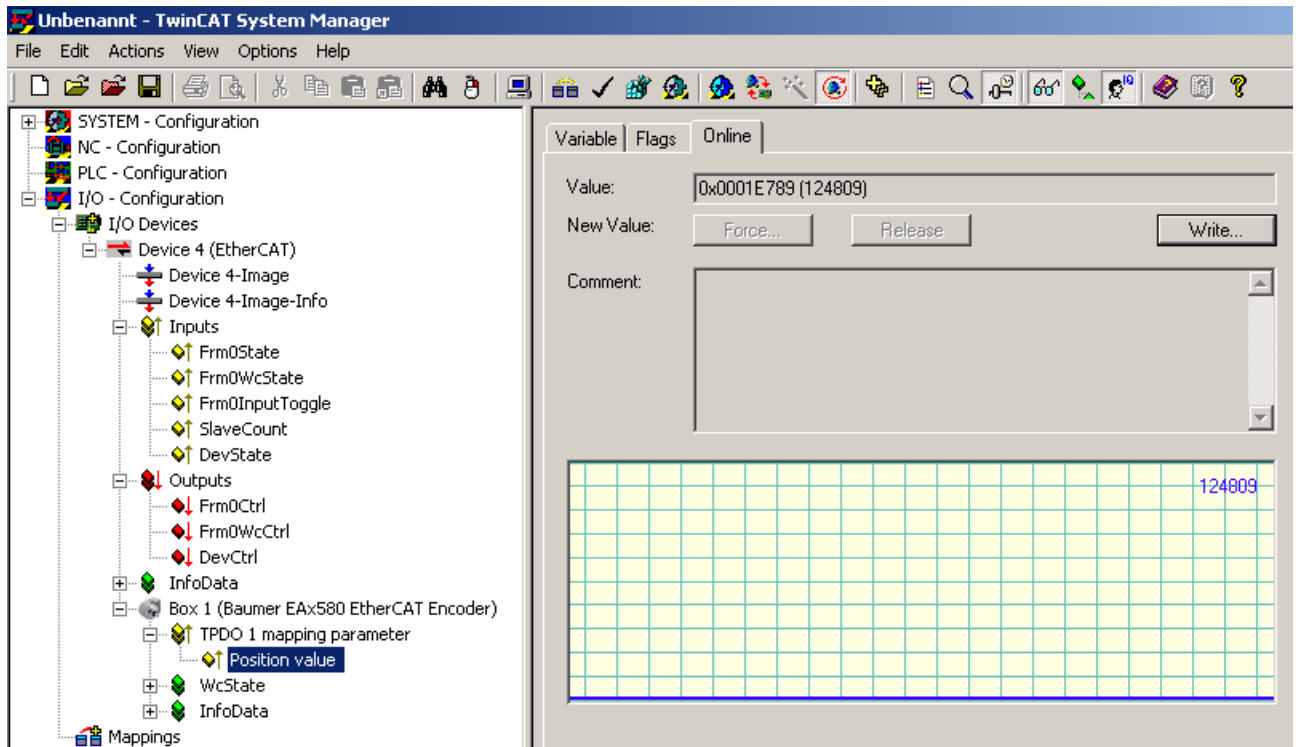 Unbenannt - TwinCAT System Manager
File Edit Actions View Options Help
SYSTEM - Configuration
NC - Configuration
PLC - Configuration
I/O - Configuration
I/O Devices
Device 4 (EtherCAT)
Device 4-Image
Device 4-Image-Info
Inputs
Frm0State
Frm0WcState
Frm0InputToggle
SlaveCount
DevState
Outputs
Frm0Ctrl
Frm0WcCtrl
DevCtrl
InfoData
Box 1 (Baumer EAx580 EtherCAT Encoder)
TPDO 1 mapping parameter
Position value
WcState
InfoData
Mappings
Variable Flags Online
Value: 0x0001E789 (124809)
New Value: Force... Release Write...
Comment:
124809